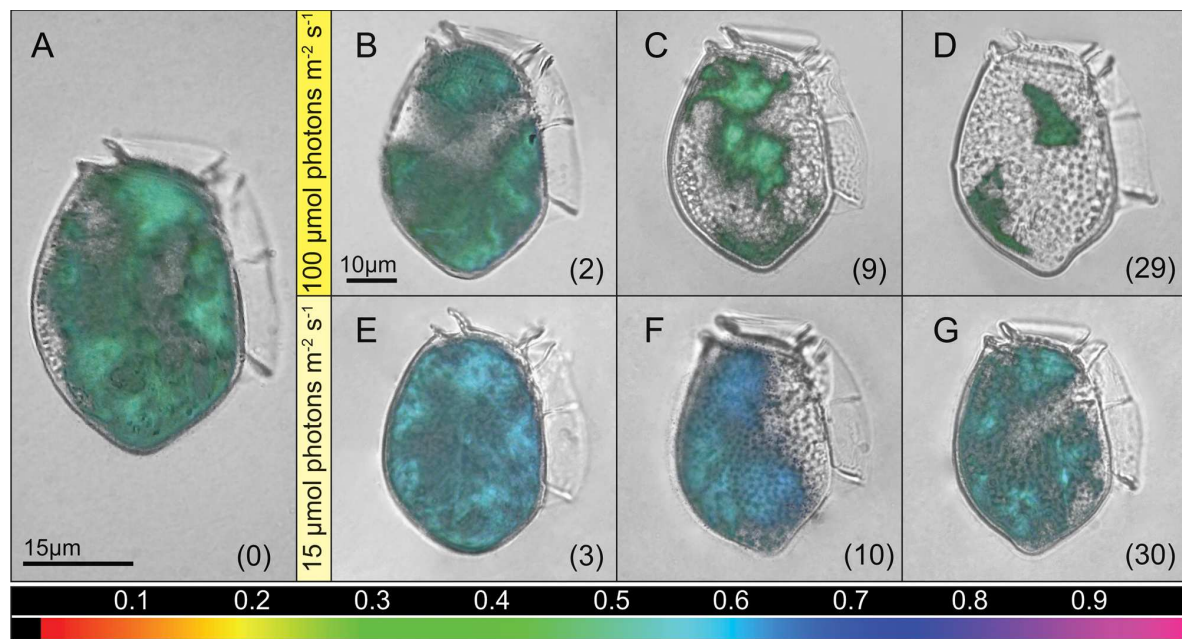 A
15µm
(0)
100 µmol photons m⁻² s⁻¹
B
10µm
(2)
C
(9)
D
(29)
15 µmol photons m⁻² s⁻¹
E
(3)
F
(10)
G
(30)
0.1 0.2 0.3 0.4 0.5 0.6 0.7 0.8 0.9